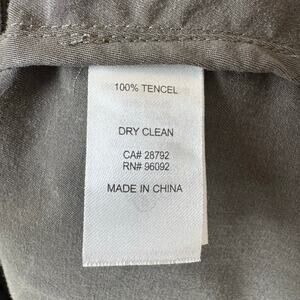 100% TENCEL
DRY CLEAN
CA# 28792
RN# 96092
MADE IN CHINA